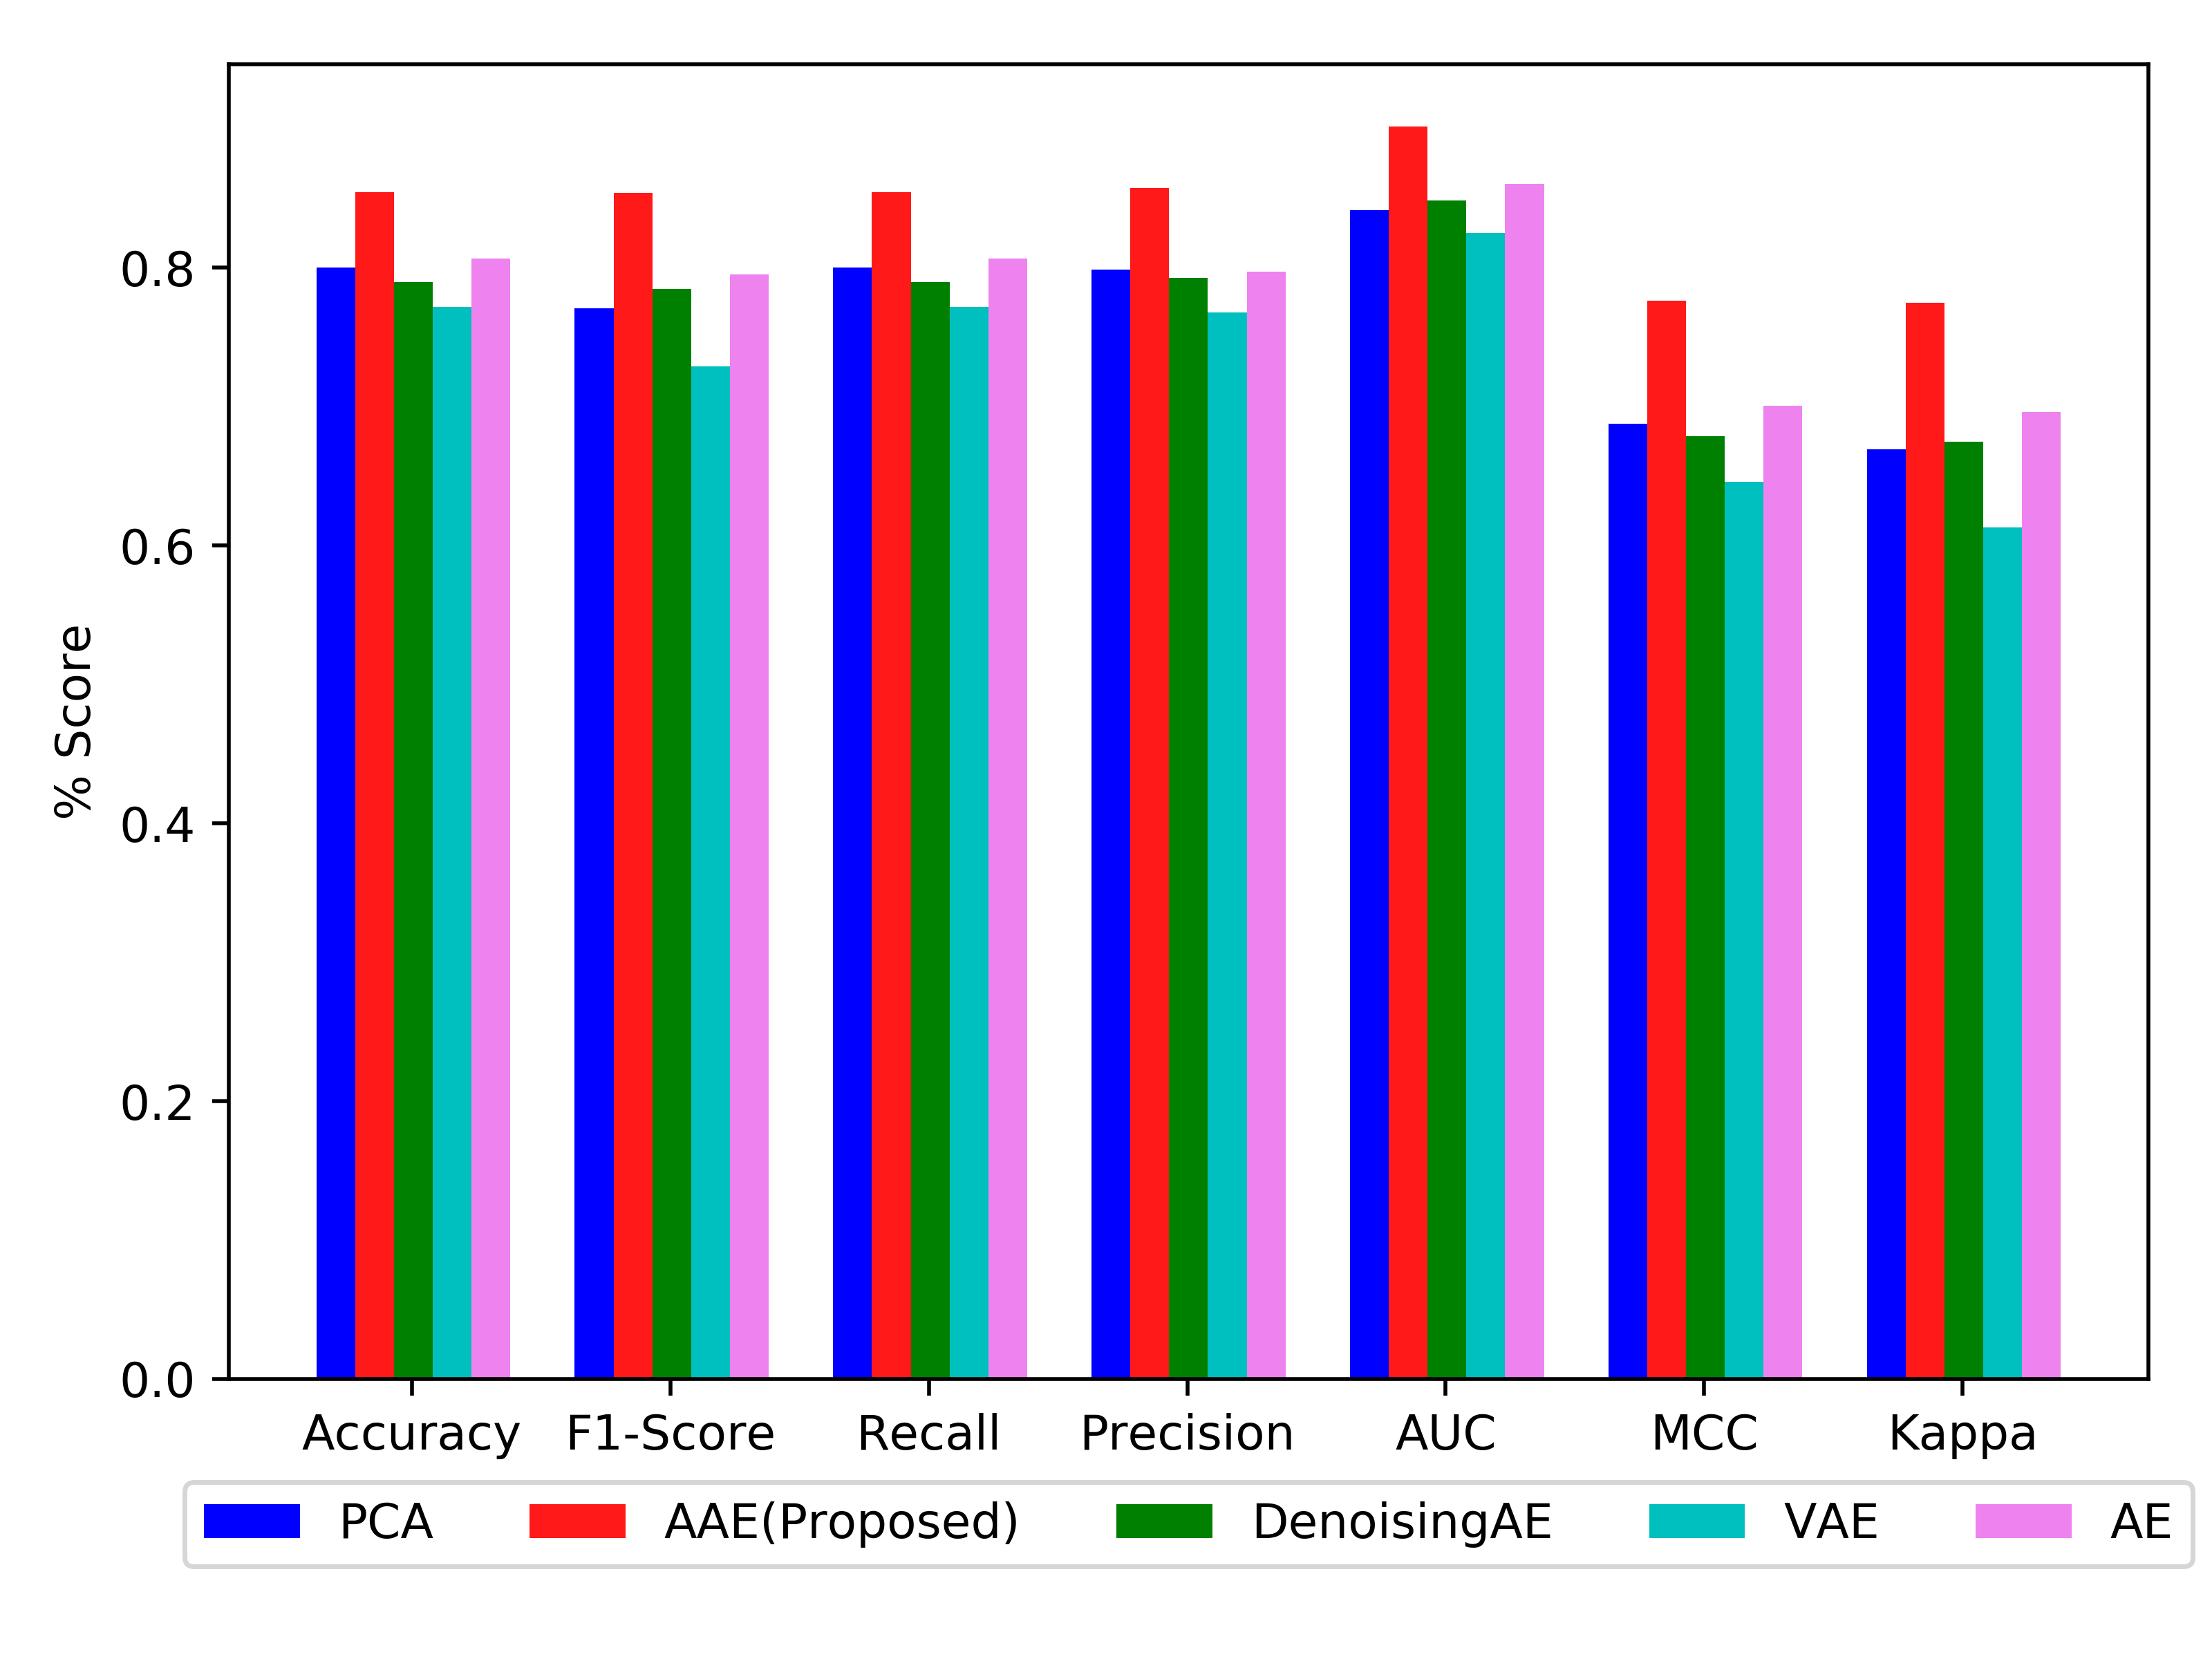 % Score
0.8
0.6
0.4
0.2
0.0
Accuracy F1-Score Recall Precision AUC MCC Kappa
PCA AAE(Proposed) DenoisingAE VAE AE